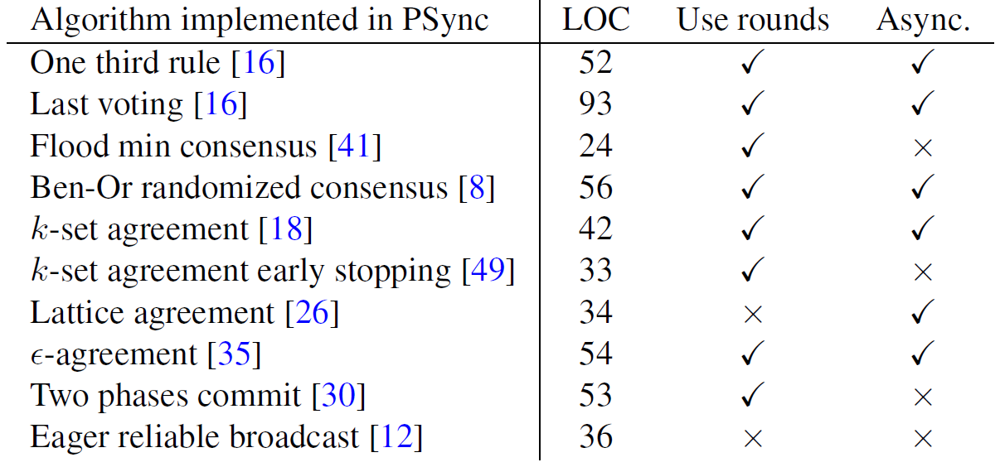 Algorithm implemented in PSync LOC Use rounds Async.
One third rule [16] 52 ✓ ✓
Last voting [16] 93 ✓ ✓
Flood min consensus [41] 24 ✓ ×
Ben-Or randomized consensus [8] 56 ✓ ✓
k-set agreement [18] 42 ✓ ✓
k-set agreement early stopping [49] 33 ✓ ×
Lattice agreement [26] 34 × ✓
ϵ-agreement [35] 54 ✓ ✓
Two phases commit [30] 53 ✓ ×
Eager reliable broadcast [12] 36 × ×